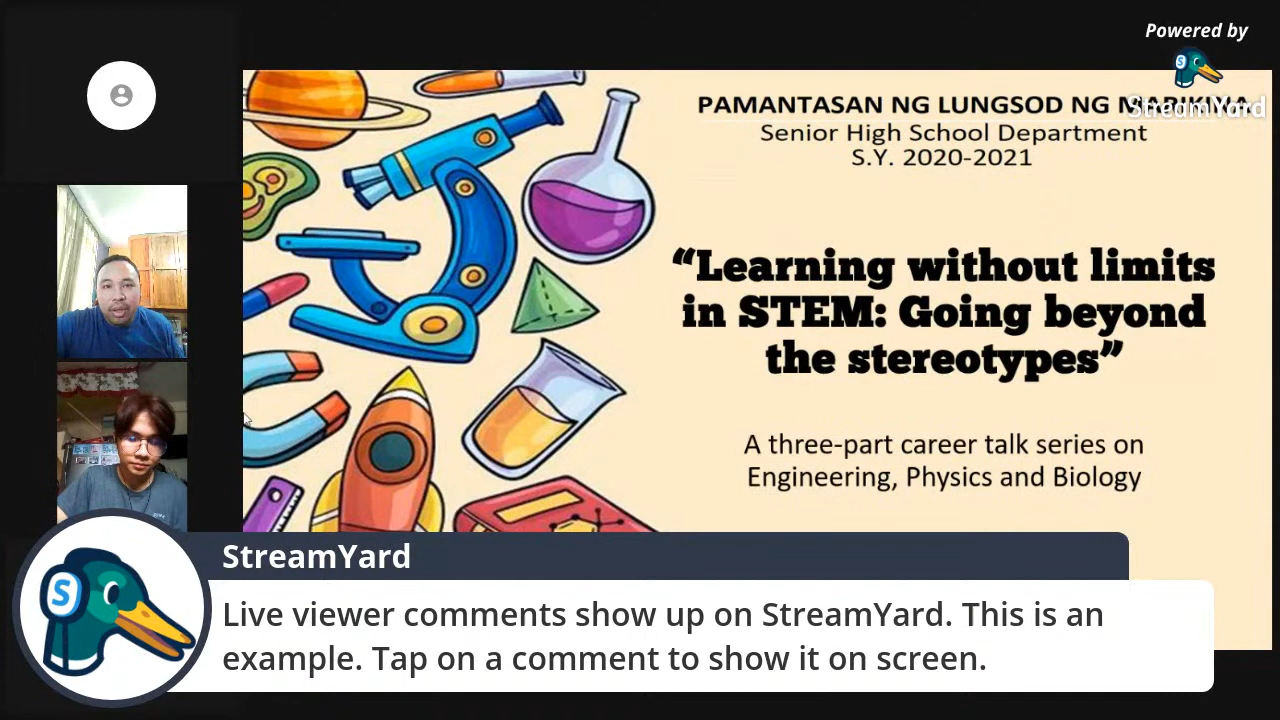 Powered by
StreamYard
PAMANTASAN NG LUNGSOD NG MARIKINA
Senior High School Department
S.Y. 2020-2021
“Learning without limits
in STEM: Going beyond
the stereotypes”
A three-part career talk series on
Engineering, Physics and Biology
S
StreamYard
Live viewer comments show up on StreamYard. This is an
example. Tap on a comment to show it on screen.